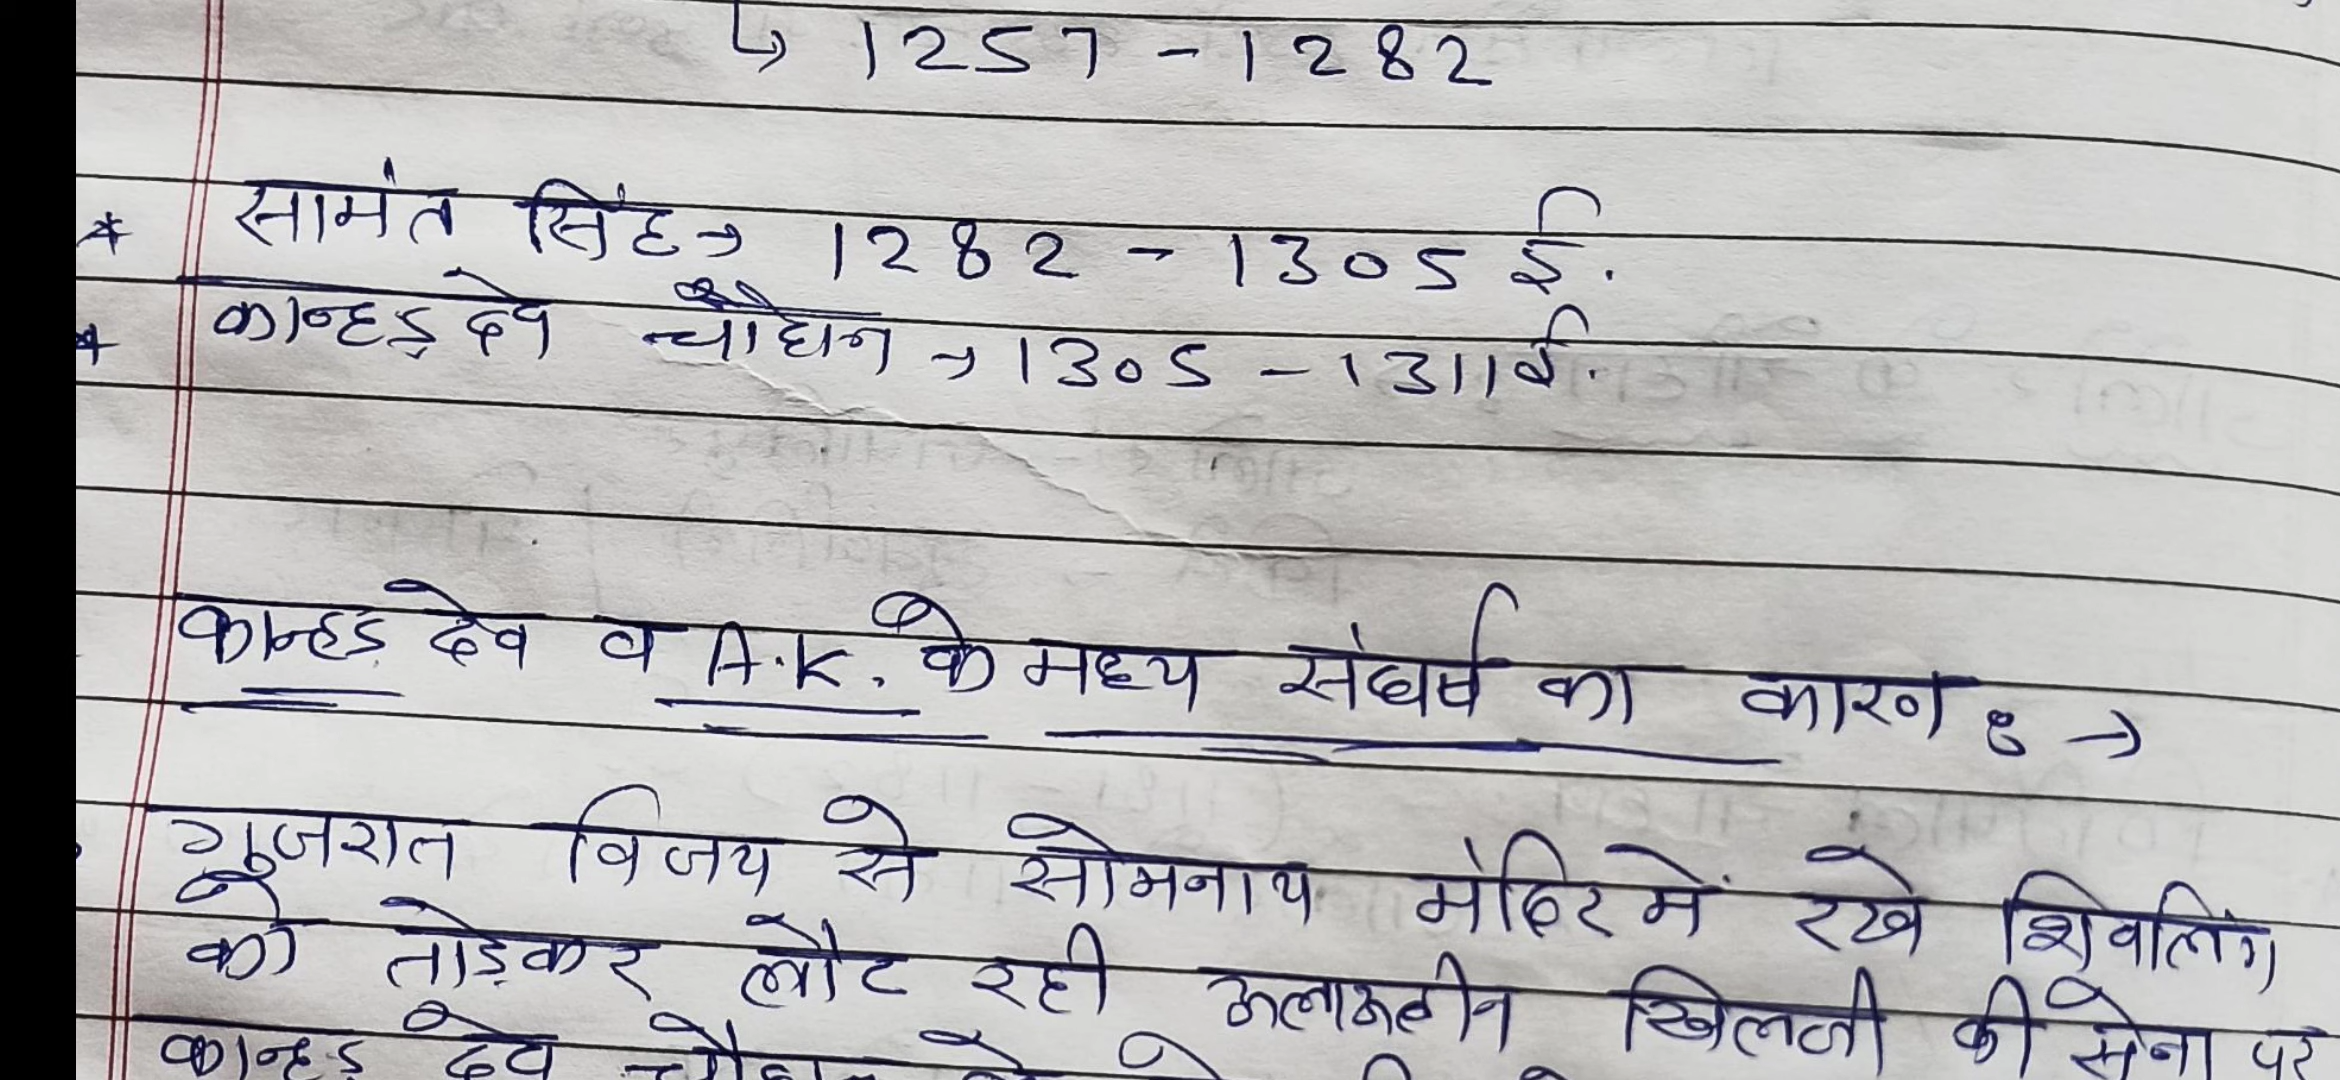 ↳ 1257 - 1282
* सामंत सिंह → 1282 - 1305 ई.
* कान्हड़ देव चौहान → 1305 - 1311 ई.
कान्हड़ देव व A.K. के मध्य संघर्ष का कारण :→
गुजरात विजय से सोमनाथ मंदिर में रखे शिवलिंग
को तोड़कर लौट रही अलाउद्दीन खिलजी की सेना पर
कान्हड़ देव चौहान